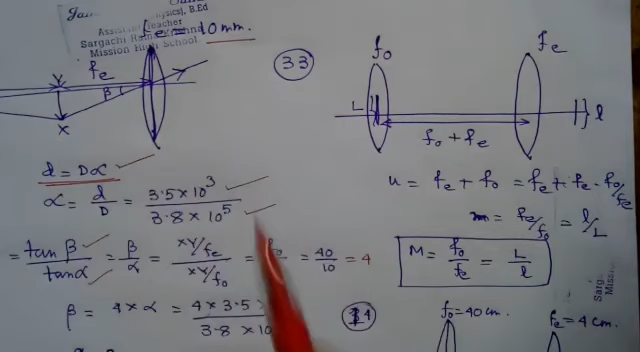 Assistant Teacher
Sargachi
Mission High School
fe = 10 mm.
fe
β
Y
X
d = Dα
α = d/D = 3.5 × 10³ / 3.8 × 10⁵
= tan β / tan α = β/α = XY/fe / XY/fo = = 40/10 = 4
β = 4 × α = 4 × 3.5 / 3.8 × 10
33
fo
fe
L
l
fo + fe
u = fe + fo = fe + fe · fo/fe
m = fe/fo = l/L
M = fo/fe = L/l
34
fo = 40 cm.
fe = 4 cm.